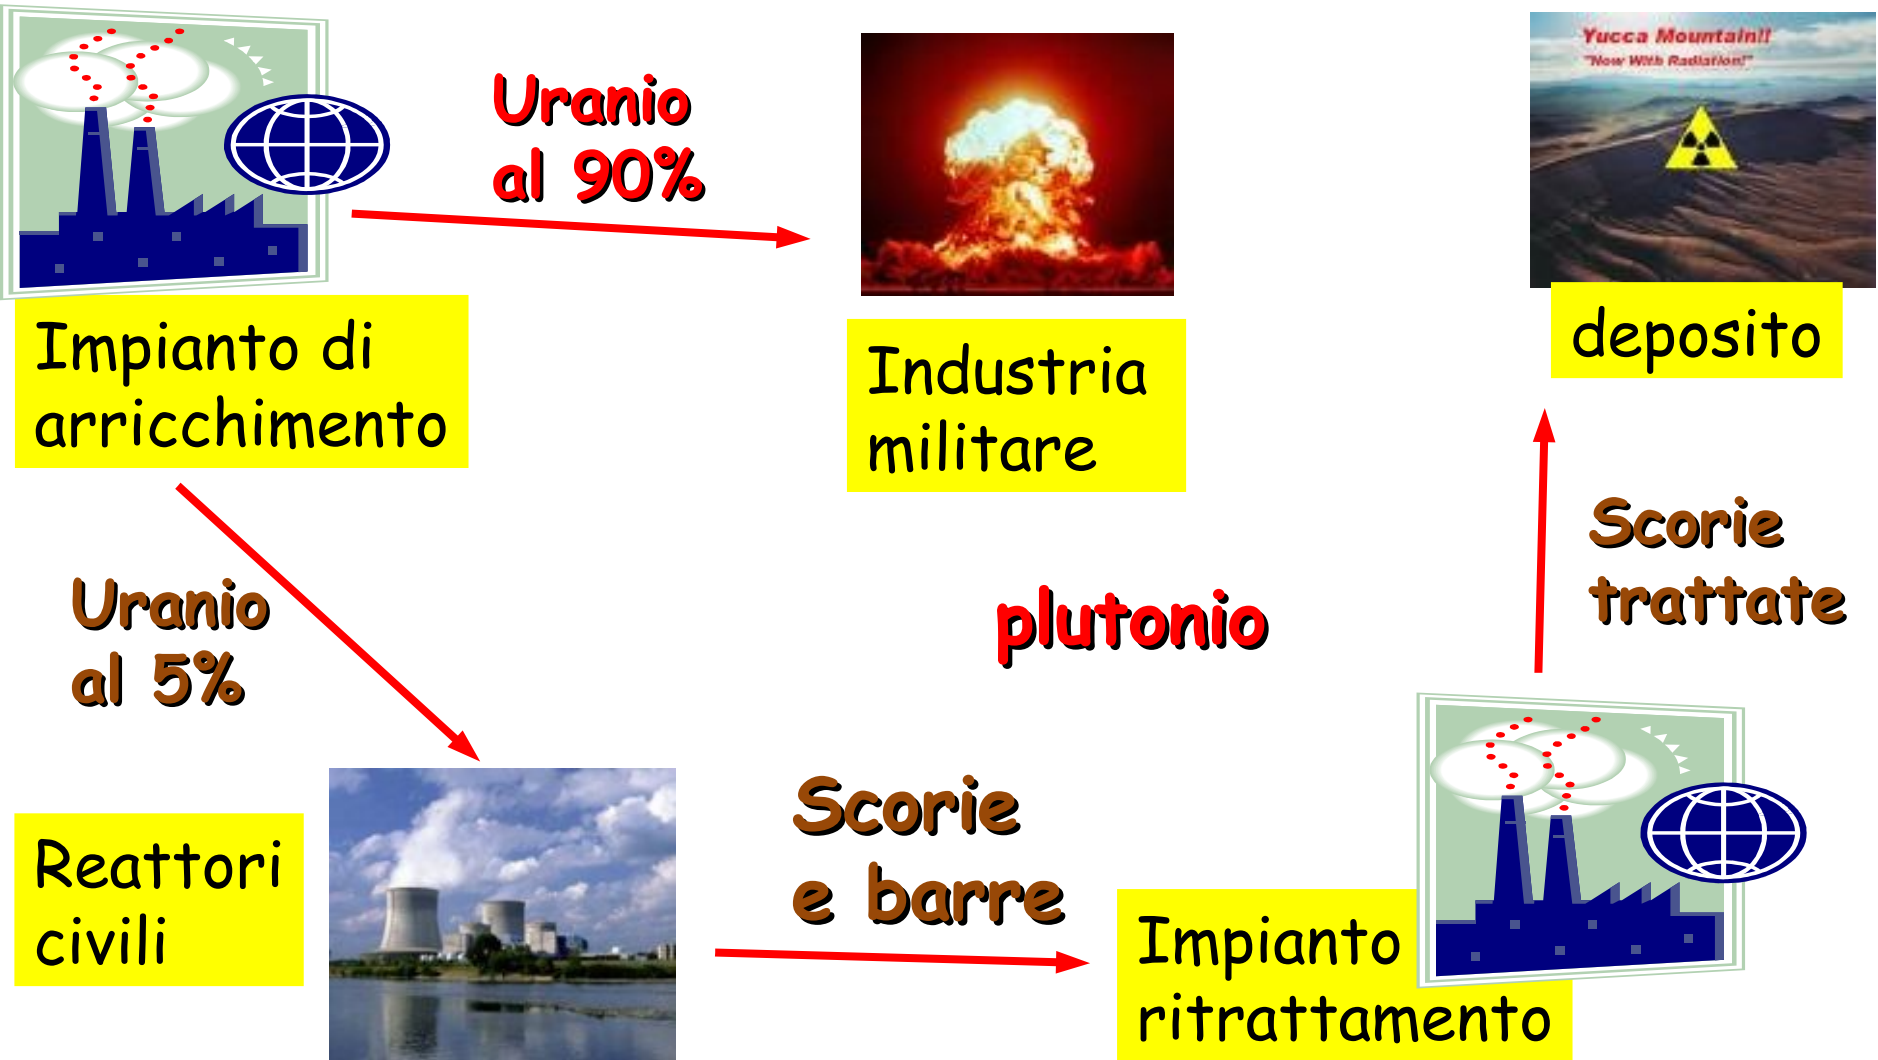 Yucca Mountain!!
"Now With Radiation!"
Uranio
al 90%
Impianto di
arricchimento
Industria
militare
deposito
Scorie
trattate
Uranio
al 5%
plutonio
Reattori
civili
Scorie
e barre
Impianto
ritrattamento